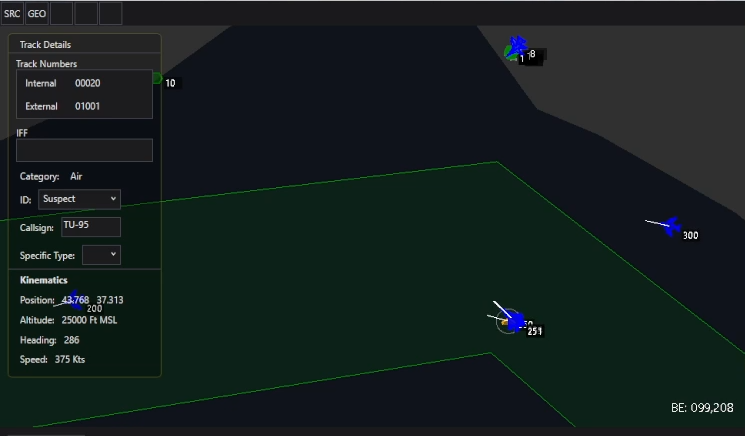 SRC GEO
Track Details
Track Numbers
Internal 00020
External 01001
IFF
Category: Air
ID: Suspect
Callsign: TU-95
Specific Type:
Kinematics
Position: 43.768 37.313
Altitude: 25000 Ft MSL
Heading: 286
Speed: 375 Kts
10
1
300
200
251
BE: 099,208